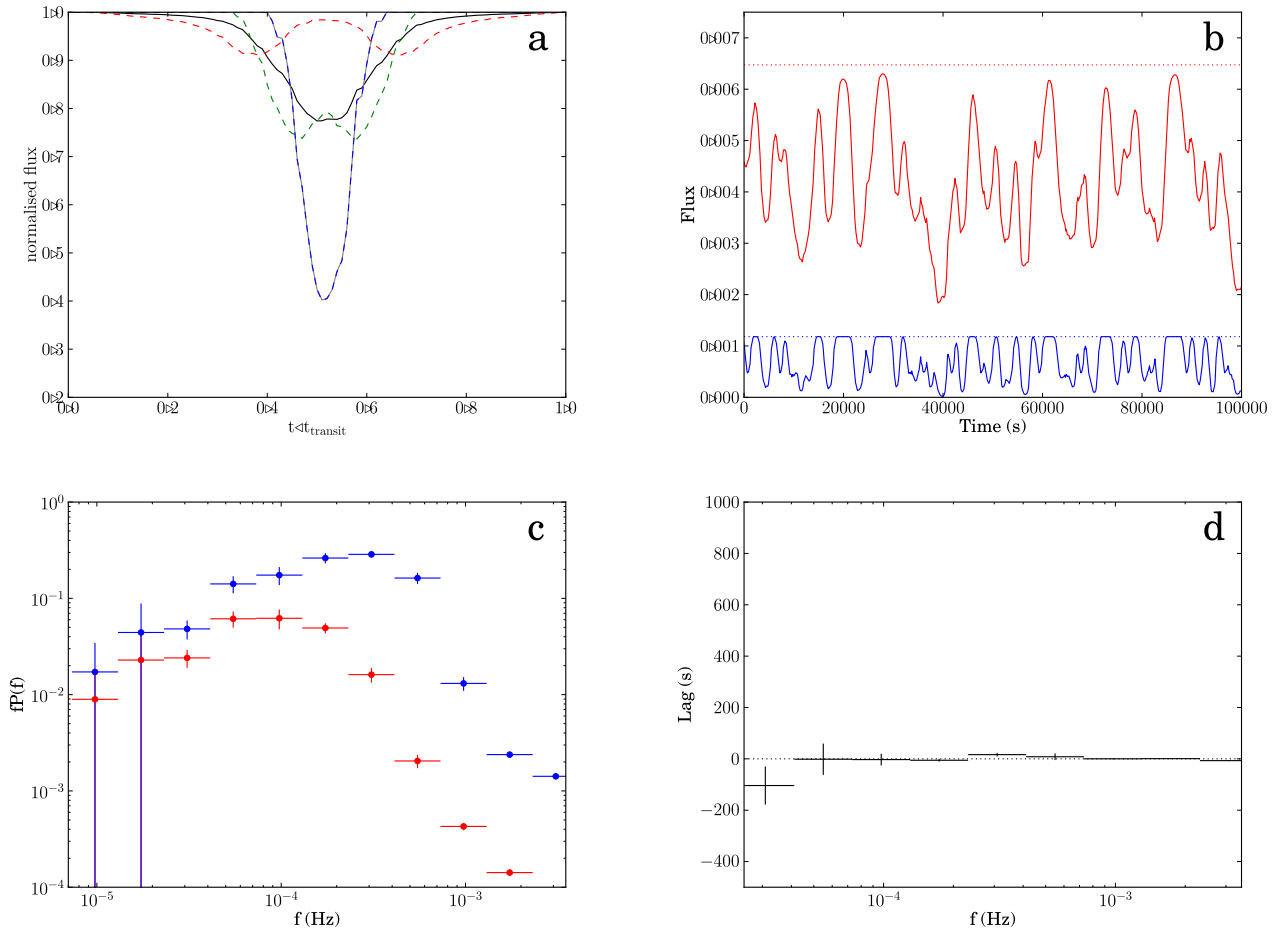 a
1▷0
0▷9
0▷8
0▷7
0▷6
0▷5
0▷4
0▷3
0▷2
normalised flux
0▷0 0▷2 0▷4 0▷6 0▷8 1▷0
t◁t_transit
b
0▷007
0▷006
0▷005
0▷004
0▷003
0▷002
0▷001
0▷000
Flux
0 20000 40000 60000 80000 100000
Time (s)
c
10^0
10^−1
10^−2
10^−3
10^−4
fP(f)
10^−5 10^−4 10^−3
f (Hz)
d
1000
800
600
400
200
0
−200
−400
Lag (s)
10^−4 10^−3
f (Hz)